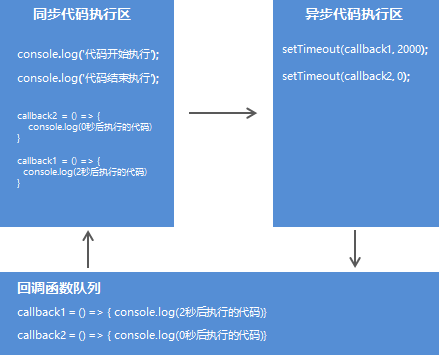 同步代码执行区
console.log('代码开始执行');
console.log('代码结束执行');
callback2 = () => {
console.log(0秒后执行的代码)
}
callback1 = () => {
console.log(2秒后执行的代码)
}
异步代码执行区
setTimeout(callback1, 2000);
setTimeout(callback2, 0);
回调函数队列
callback1 = () => { console.log(2秒后执行的代码)}
callback2 = () => { console.log(0秒后执行的代码)}